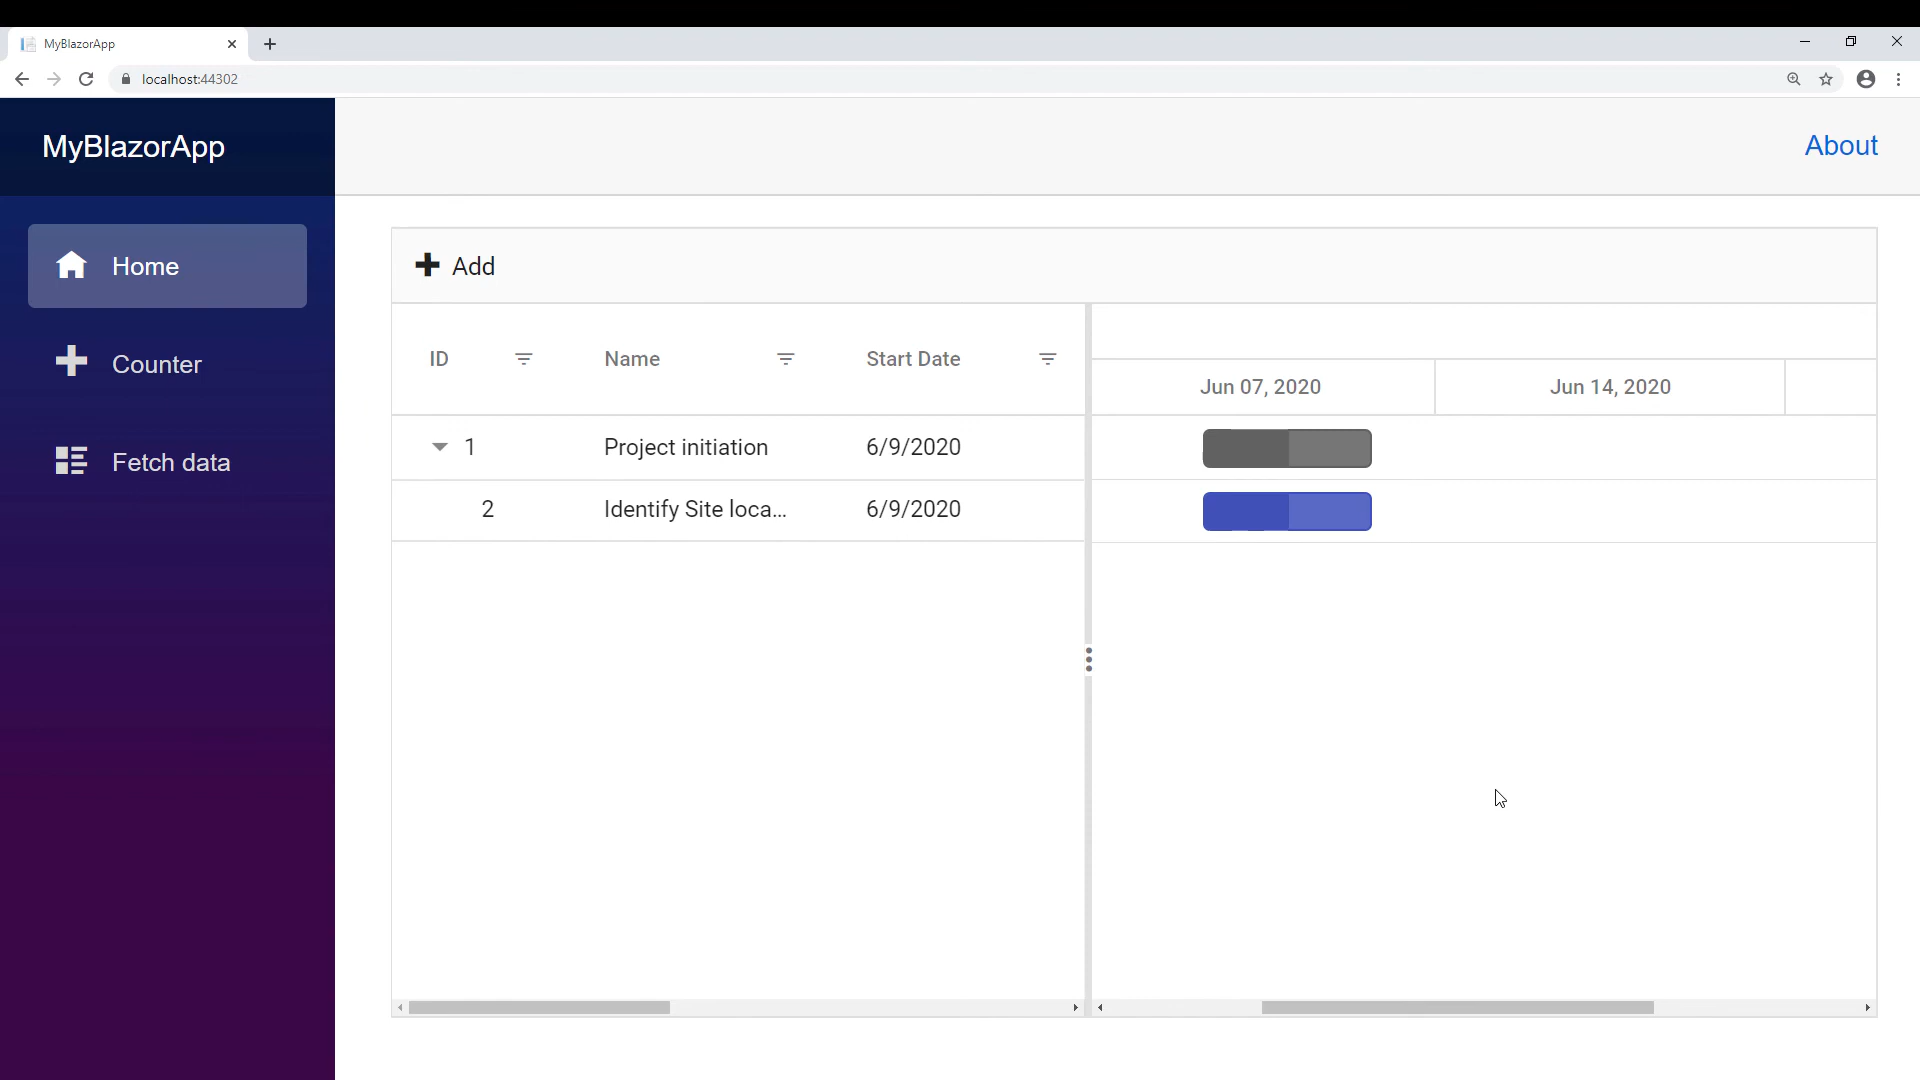 MyBlazorApp
localhost:44302
MyBlazorApp
About
Home
Counter
Fetch data
Add
ID Name Start Date
Jun 07, 2020 Jun 14, 2020
1 Project initiation 6/9/2020
2 Identify Site loca... 6/9/2020